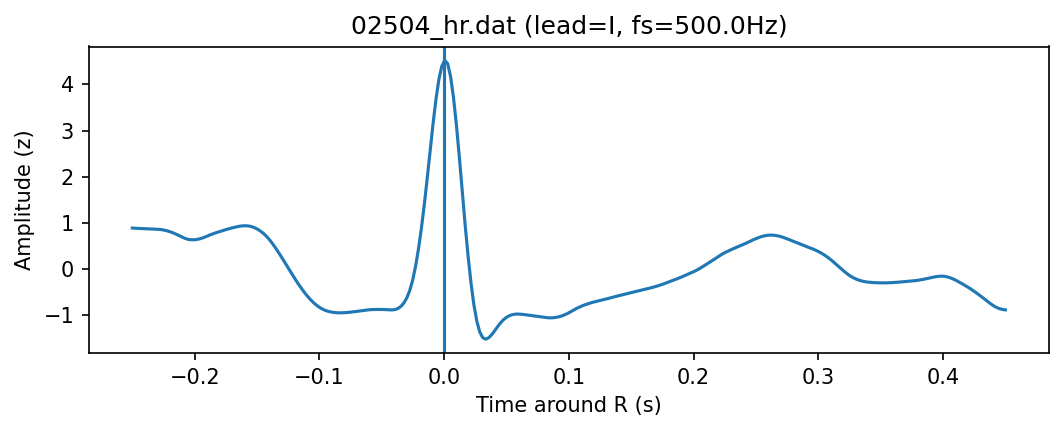 02504_hr.dat (lead=I, fs=500.0Hz)
Amplitude (z)
4
3
2
1
0
−1
−0.2 −0.1 0.0 0.1 0.2 0.3 0.4
Time around R (s)